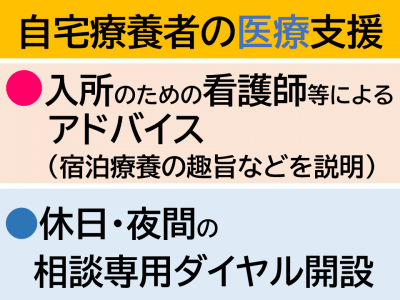 自宅療養者の医療支援
●入所のための看護師等による
アドバイス
（宿泊療養の趣旨などを説明）
●休日・夜間の
相談専用ダイヤル開設